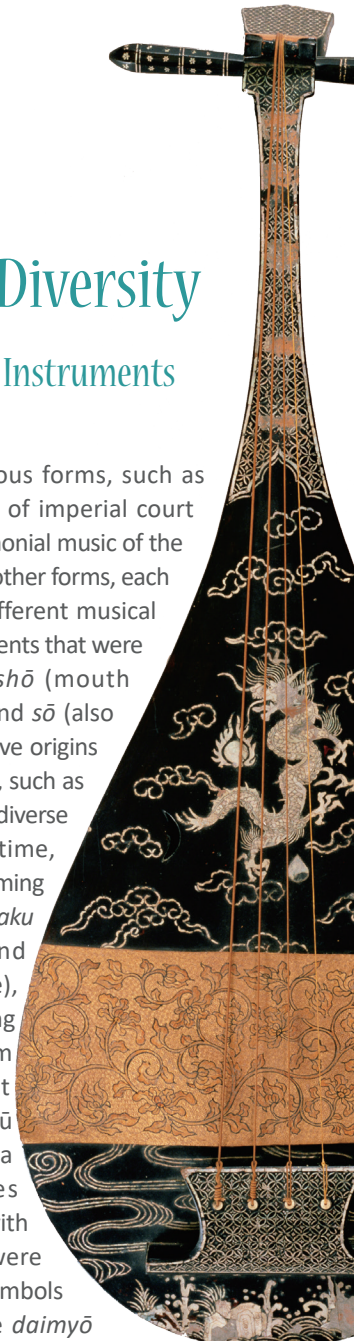 Diversity
Instruments
ous forms, such as
of imperial court
monial music of the
other forms, each
ifferent musical
ents that were
shō (mouth
nd sō (also
ve origins
, such as
diverse
time,
ming
aku
nd
e),
ng
m
t
ū
a
es
ith
were
mbols
e daimyō